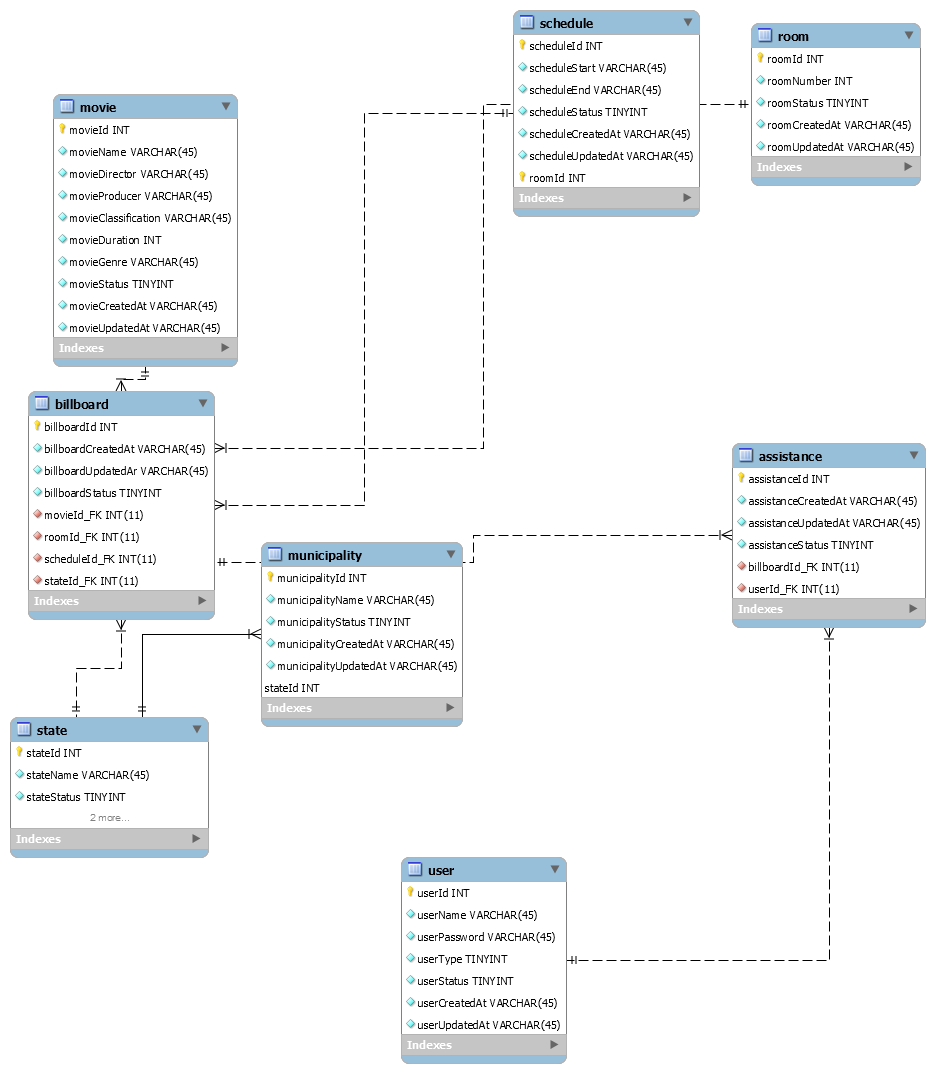 schedule
scheduleId INT
scheduleStart VARCHAR(45)
scheduleEnd VARCHAR(45)
scheduleStatus TINYINT
scheduleCreatedAt VARCHAR(45)
scheduleUpdatedAt VARCHAR(45)
roomId INT
Indexes
room
roomId INT
roomNumber INT
roomStatus TINYINT
roomCreatedAt VARCHAR(45)
roomUpdatedAt VARCHAR(45)
Indexes
movie
movieId INT
movieName VARCHAR(45)
movieDirector VARCHAR(45)
movieProducer VARCHAR(45)
movieClassification VARCHAR(45)
movieDuration INT
movieGenre VARCHAR(45)
movieStatus TINYINT
movieCreatedAt VARCHAR(45)
movieUpdatedAt VARCHAR(45)
Indexes
billboard
billboardId INT
billboardCreatedAt VARCHAR(45)
billboardUpdatedAr VARCHAR(45)
billboardStatus TINYINT
movieId_FK INT(11)
roomId_FK INT(11)
scheduleId_FK INT(11)
stateId_FK INT(11)
Indexes
assistance
assistanceId INT
assistanceCreatedAt VARCHAR(45)
assistanceUpdatedAt VARCHAR(45)
assistanceStatus TINYINT
billboardId_FK INT(11)
userId_FK INT(11)
Indexes
municipality
municipalityId INT
municipalityName VARCHAR(45)
municipalityStatus TINYINT
municipalityCreatedAt VARCHAR(45)
municipalityUpdatedAt VARCHAR(45)
stateId INT
Indexes
state
stateId INT
stateName VARCHAR(45)
stateStatus TINYINT
2 more...
Indexes
user
userId INT
userName VARCHAR(45)
userPassword VARCHAR(45)
userType TINYINT
userStatus TINYINT
userCreatedAt VARCHAR(45)
userUpdatedAt VARCHAR(45)
Indexes